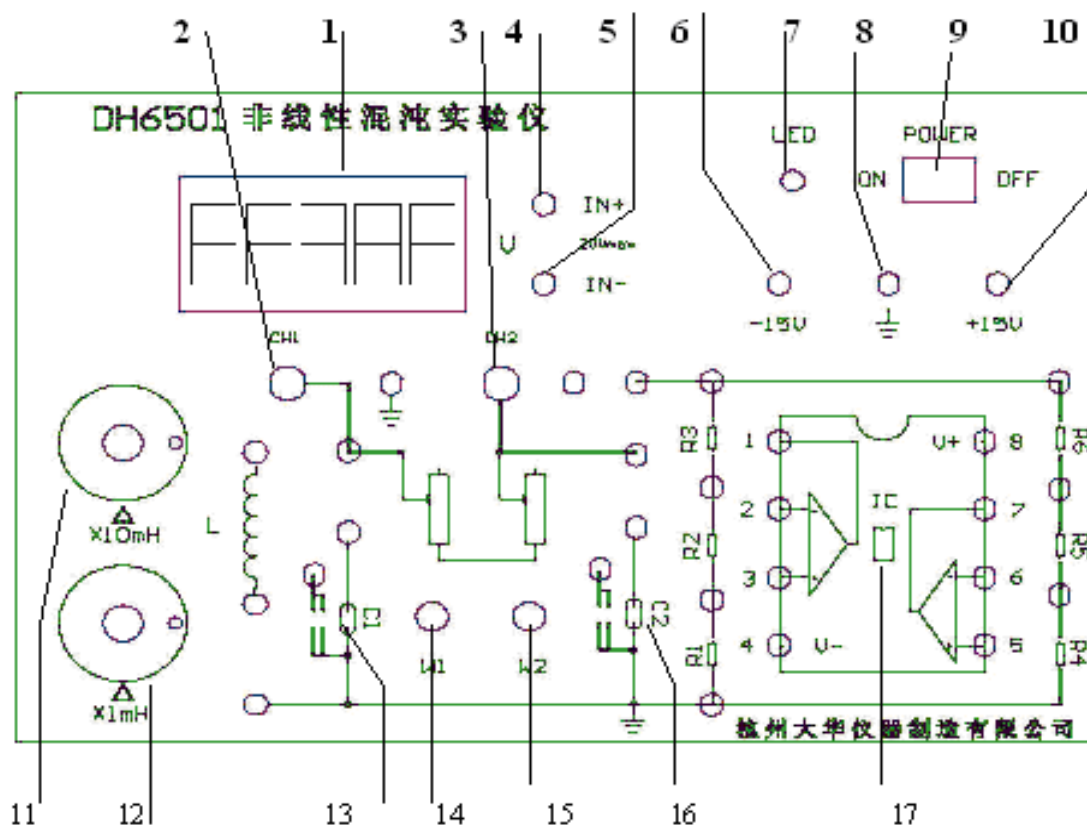 2 1 3 4 5 6 7 8 9 10
DH6501 非线性混沌实验仪
LED POWER
ON OFF
IN+
V
IN-
-15V +15V
CH1 CH2
R3 1 V+ 8 R6
2 IC 7
L
X10mH
R2 3 6 R5
C1 C2
R1 4 V- 5 R4
W1 W2
X1mH
杭州大华仪器制造有限公司
11 12 13 14 15 16 17